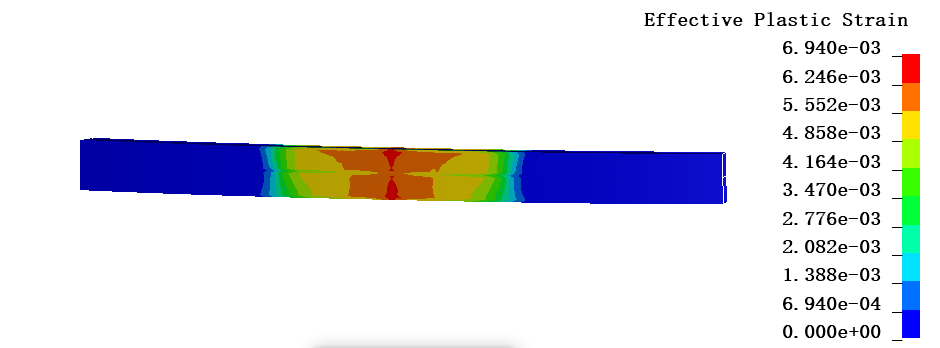 Effective Plastic Strain
6.940e-03
6.246e-03
5.552e-03
4.858e-03
4.164e-03
3.470e-03
2.776e-03
2.082e-03
1.388e-03
6.940e-04
0.000e+00